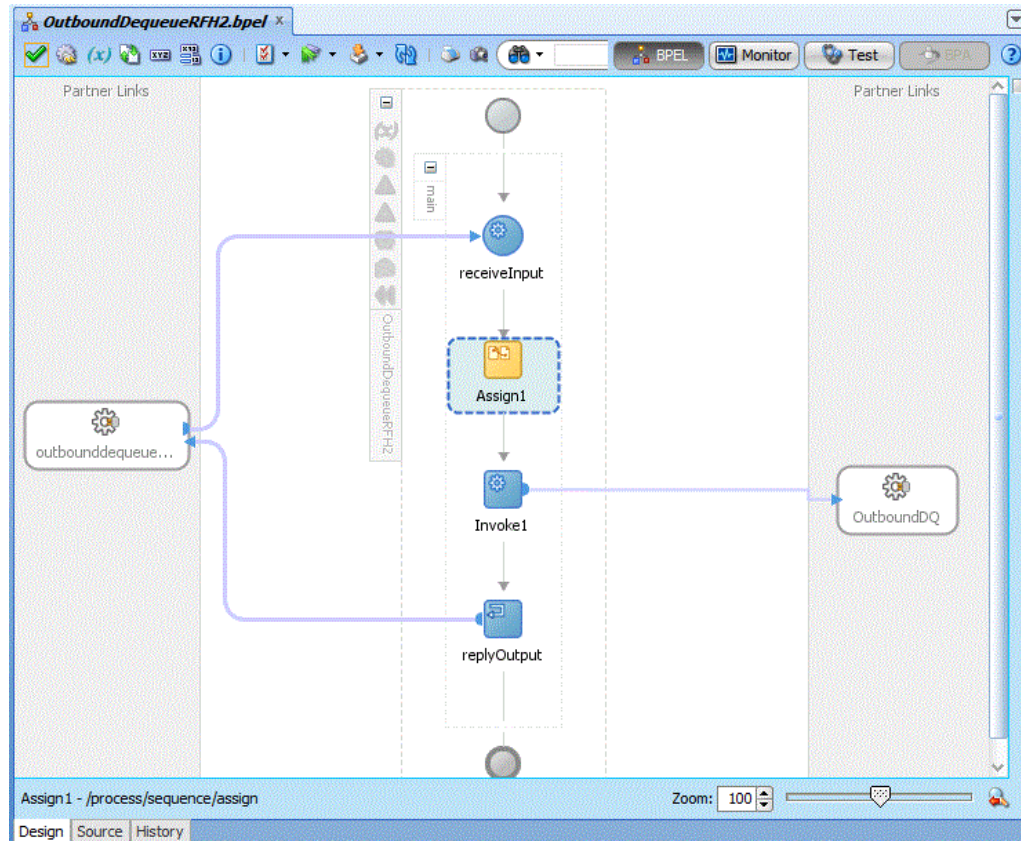 OutboundDequeueRFH2.bpel
(x)
XYZ
BPEL
Monitor
Test
BPA
Partner Links
Partner Links
(x)
main
receiveInput
OutboundDequeueRFH2
Assign1
outbounddequeue...
Invoke1
OutboundDQ
replyOutput
Assign1 - /process/sequence/assign
Zoom: 100
Design Source History